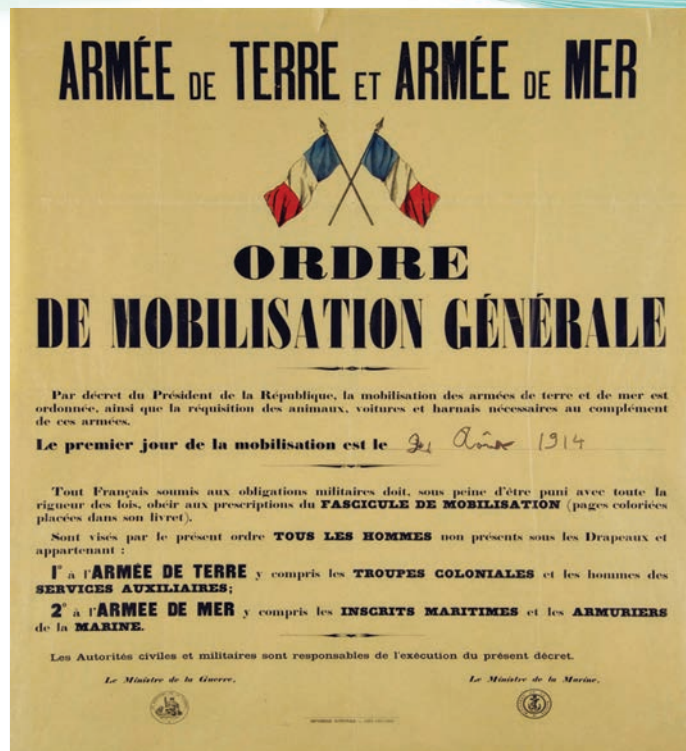 ARMÉE DE TERRE ET ARMÉE DE MER
ORDRE
DE MOBILISATION GÉNÉRALE
Par décret du Président de la République, la mobilisation des armées de terre et de mer est
ordonnée, ainsi que la réquisition des animaux, voitures et harnais nécessaires au complément
de ces armées.
Le premier jour de la mobilisation est le Août 1914
Tout Français soumis aux obligations militaires doit, sous peine d'être puni avec toute la
rigueur des lois, obéir aux prescriptions du FASCICULE DE MOBILISATION (pages coloriées
placées dans son livret).
Sont visés par le présent ordre TOUS LES HOMMES non présents sous les Drapeaux et
appartenant :
1° à l'ARMÉE DE TERRE y compris les TROUPES COLONIALES et les hommes des
SERVICES AUXILIAIRES;
2° à l'ARMEE DE MER y compris les INSCRITS MARITIMES et les ARMURIERS
de la MARINE.
Les Autorités civiles et militaires sont responsables de l'exécution du présent décret.
Le Ministre de la Guerre, Le Ministre de la Marine,